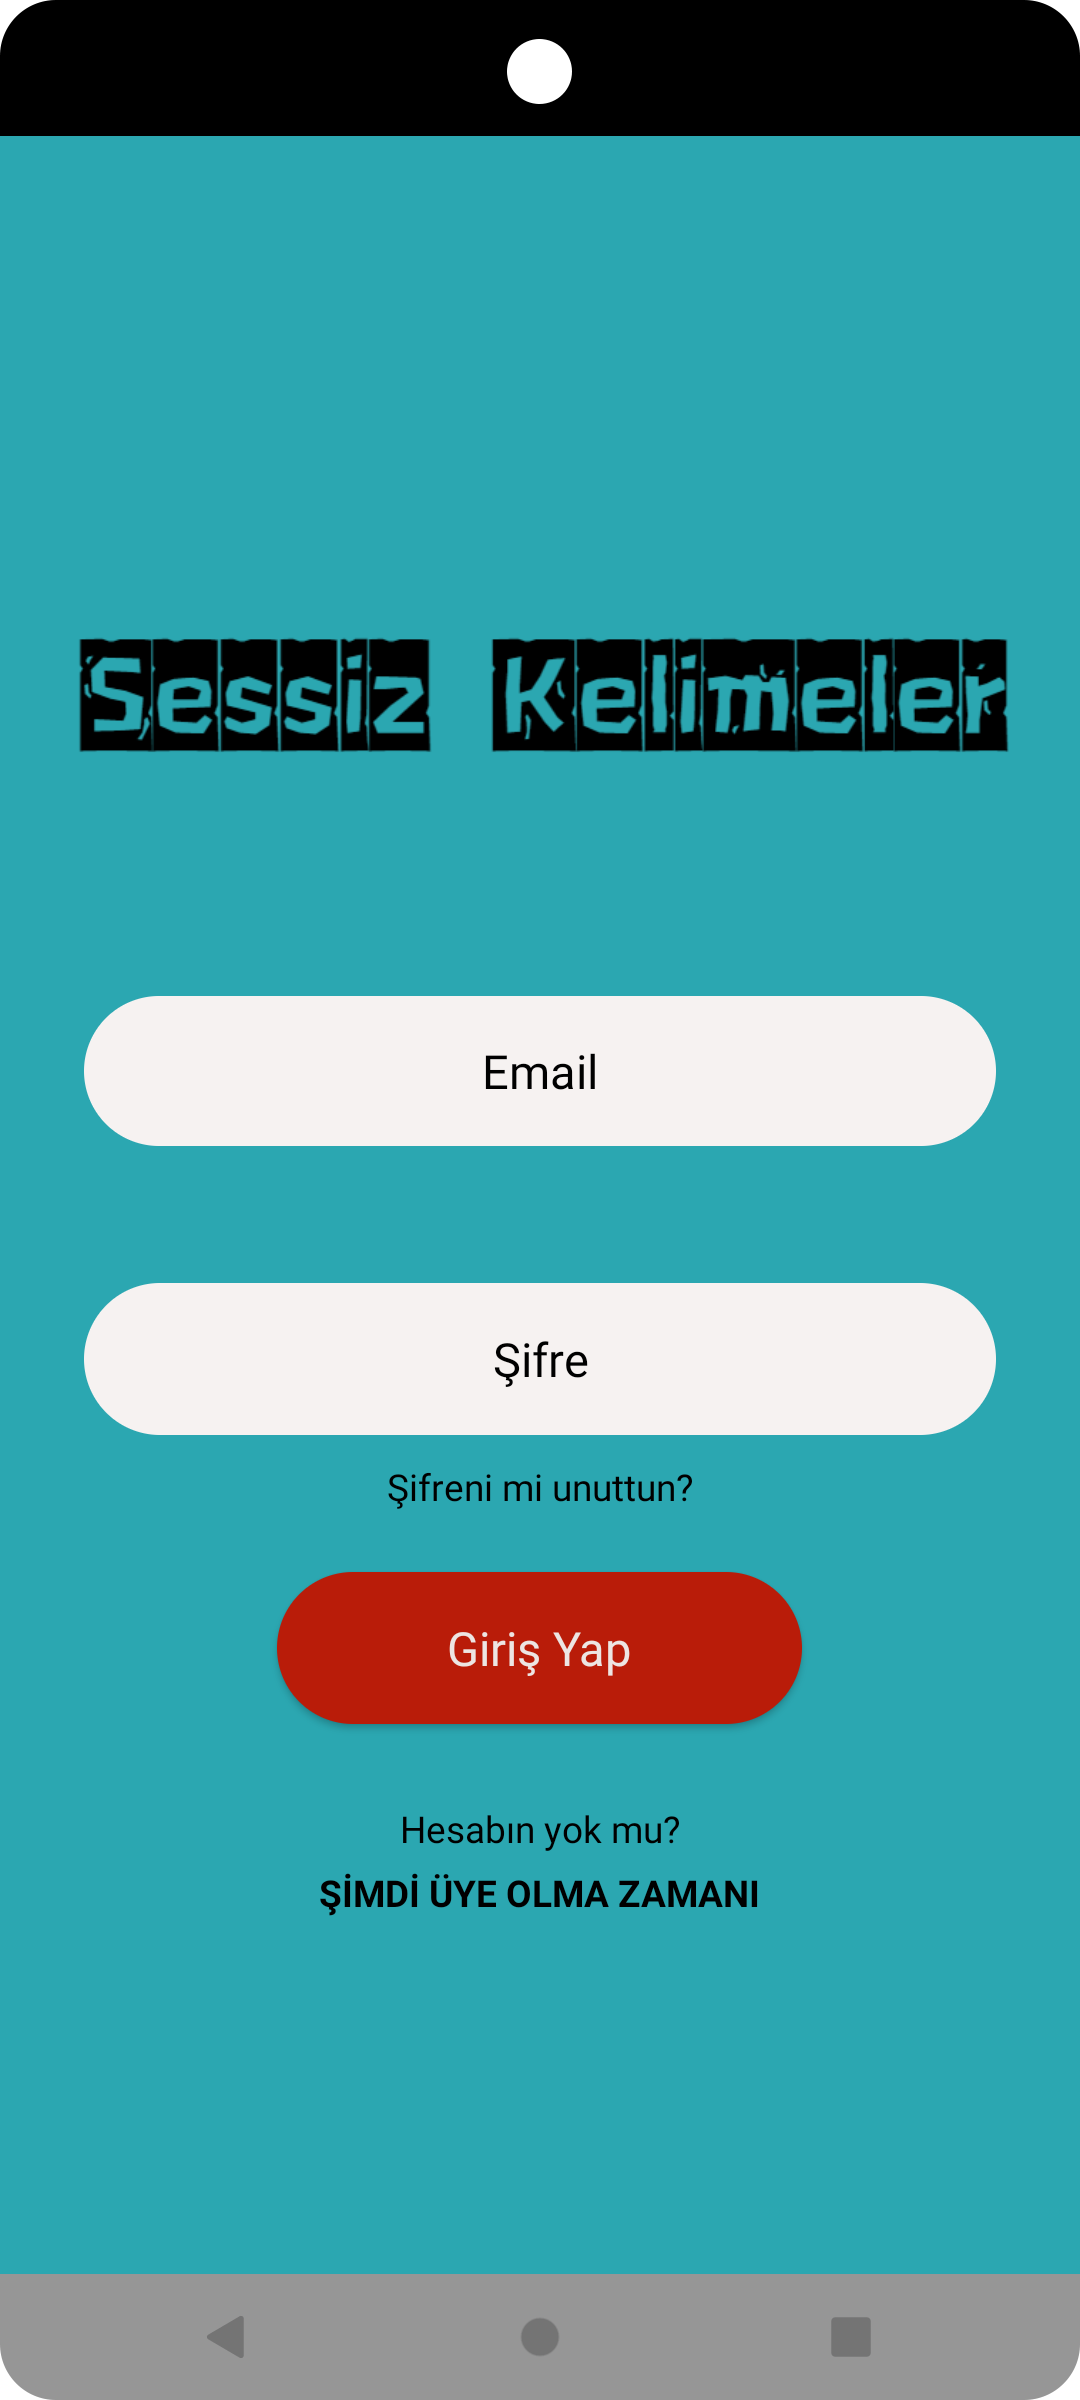 Sessiz Kelimeler
Email
Şifre
Şifreni mi unuttun?
Giriş Yap
Hesabın yok mu?
ŞİMDİ ÜYE OLMA ZAMANI